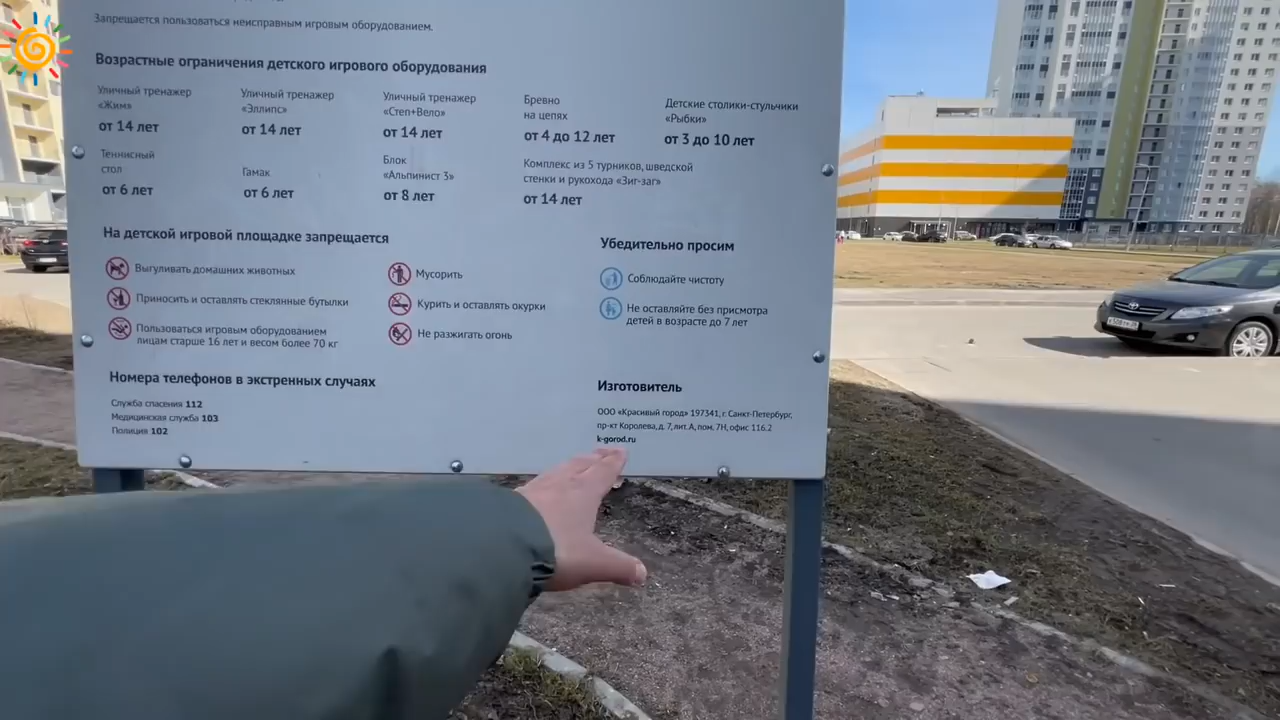 Запрещается пользоваться неисправным игровым оборудованием.
Возрастные ограничения детского игрового оборудования
Уличный тренажер
«Жим»
от 14 лет
Уличный тренажер
«Эллипс»
от 14 лет
Уличный тренажер
«Степ+Вело»
от 14 лет
Бревно
на цепях
от 4 до 12 лет
Детские столики-стульчики
«Рыбки»
от 3 до 10 лет
Теннисный
стол
от 6 лет
Гамак
от 6 лет
Блок
«Альпинист 3»
от 8 лет
Комплекс из 5 турников, шведской
стенки и рукохода «Зиг-заг»
от 14 лет
На детской игровой площадке запрещается
Выгуливать домашних животных
Приносить и оставлять стеклянные бутылки
Пользоваться игровым оборудованием
лицам старше 16 лет и весом более 70 кг
Мусорить
Курить и оставлять окурки
Не разжигать огонь
Убедительно просим
Соблюдайте чистоту
Не оставляйте без присмотра
детей в возрасте до 7 лет
Номера телефонов в экстренных случаях
Служба спасения 112
Медицинская служба 103
Полиция 102
Изготовитель
ООО «Красивый город» 197341, г. Санкт-Петербург,
пр-кт Королева, д. 7, лит. А, пом. 7Н, офис 116.2
k-gorod.ru